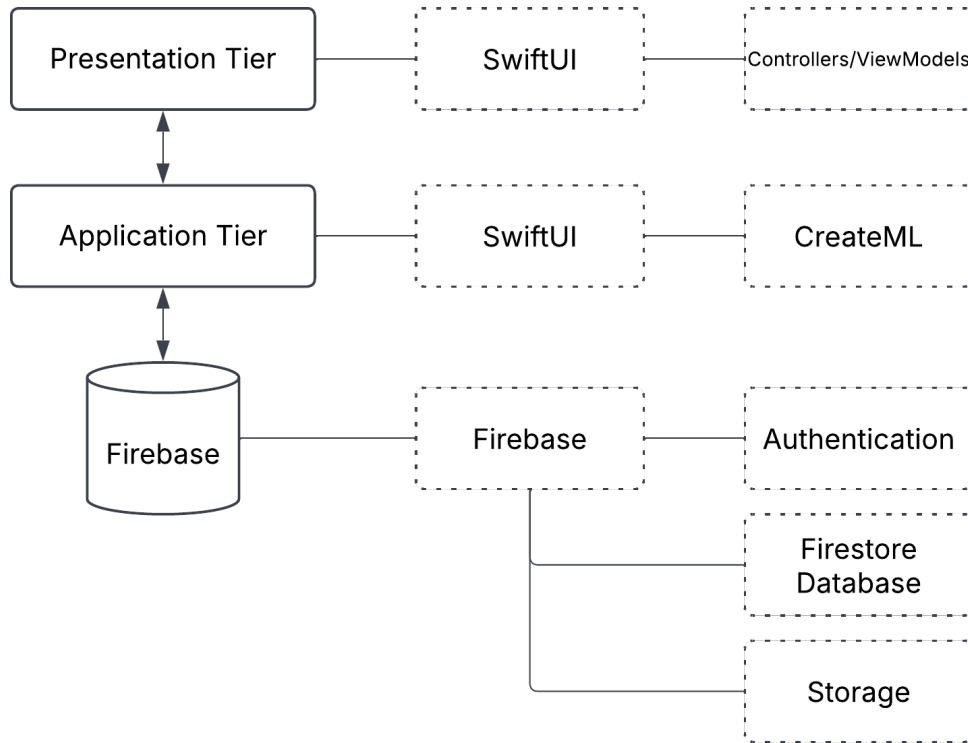 Presentation Tier
SwiftUI
Controllers/ViewModels
Application Tier
SwiftUI
CreateML
Firebase
Firebase
Authentication
Firestore
Database
Storage